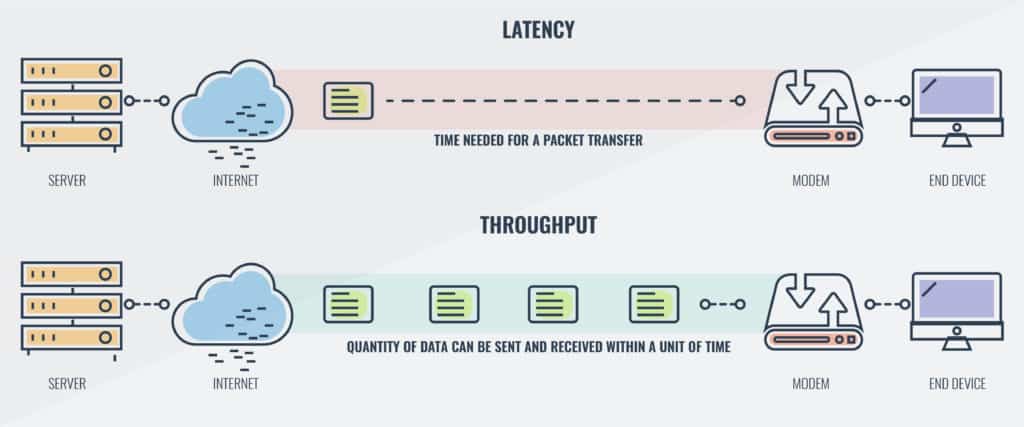 LATENCY
TIME NEEDED FOR A PACKET TRANSFER
SERVER
INTERNET
MODEM
END DEVICE
THROUGHPUT
QUANTITY OF DATA CAN BE SENT AND RECEIVED WITHIN A UNIT OF TIME
SERVER
INTERNET
MODEM
END DEVICE